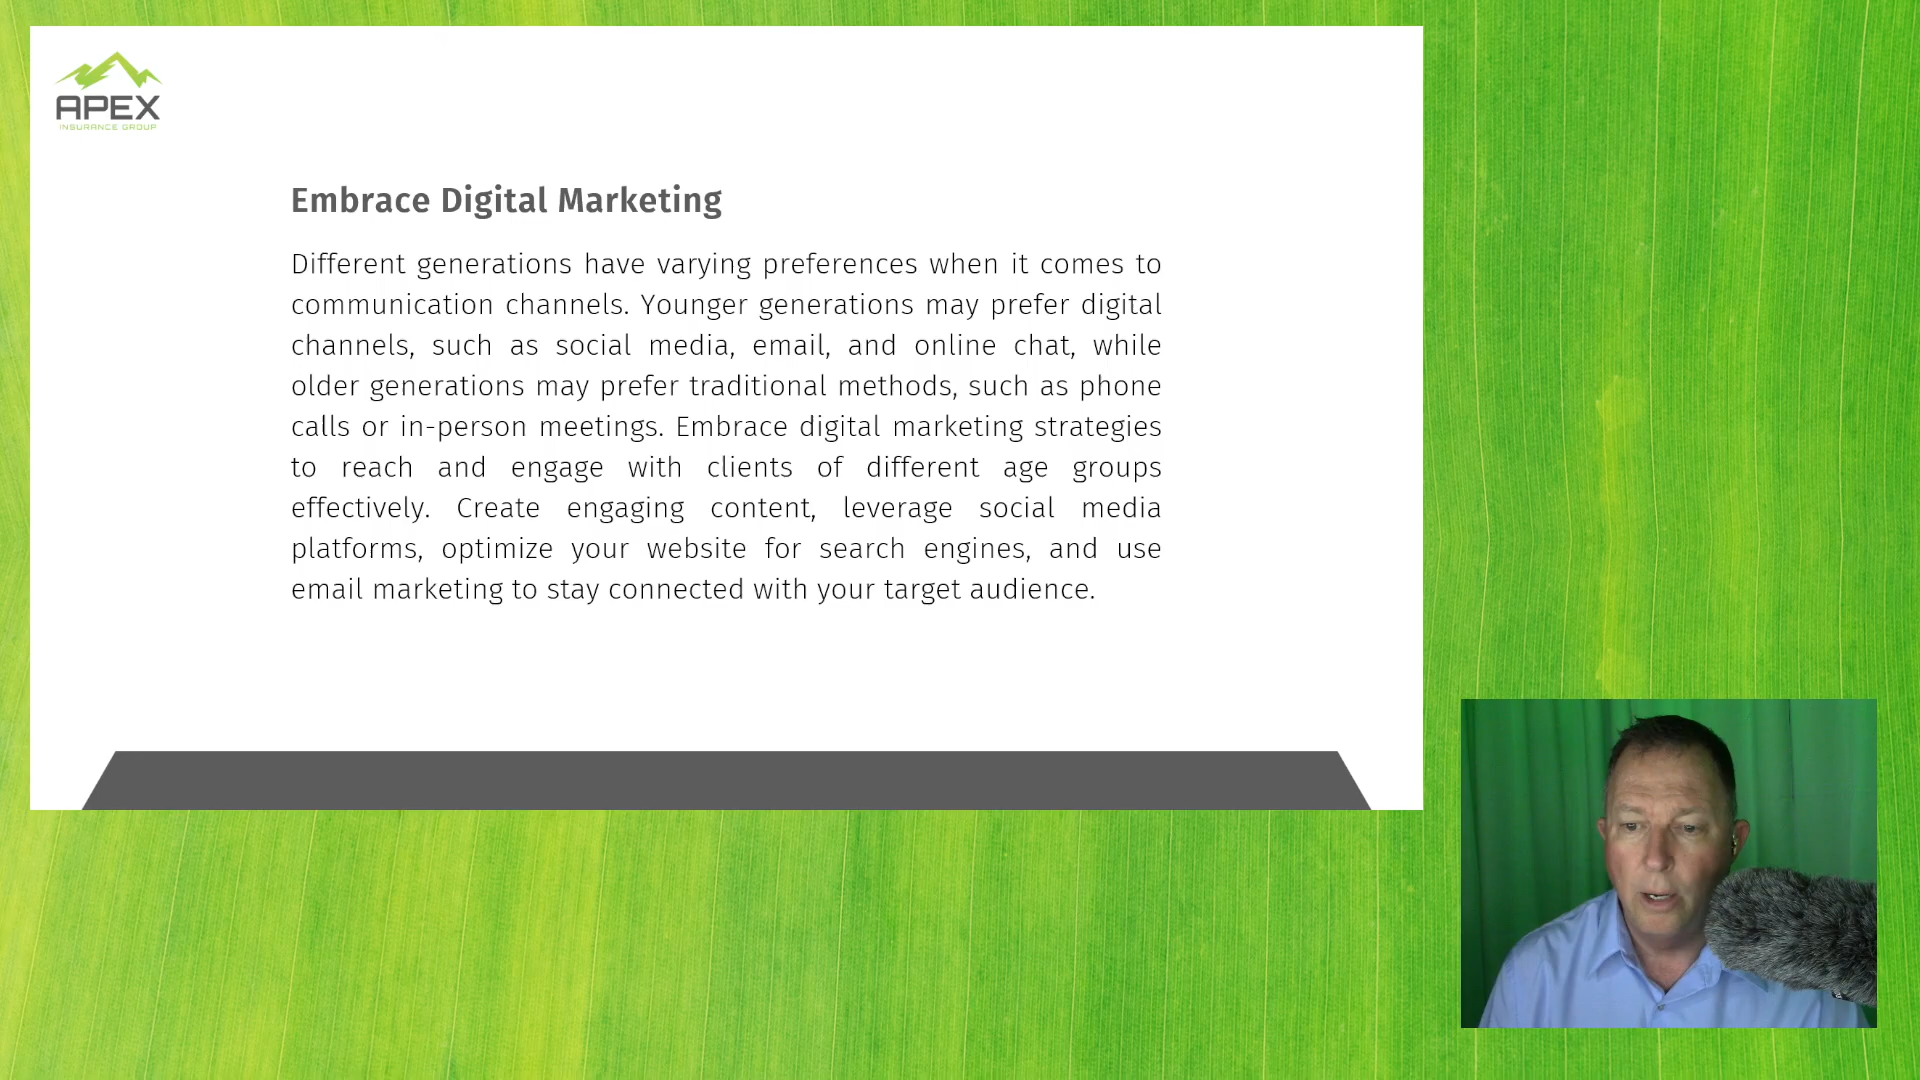 APEX
INSURANCE GROUP
Embrace Digital Marketing
Different generations have varying preferences when it comes to
communication channels. Younger generations may prefer digital
channels, such as social media, email, and online chat, while
older generations may prefer traditional methods, such as phone
calls or in-person meetings. Embrace digital marketing strategies
to reach and engage with clients of different age groups
effectively. Create engaging content, leverage social media
platforms, optimize your website for search engines, and use
email marketing to stay connected with your target audience.